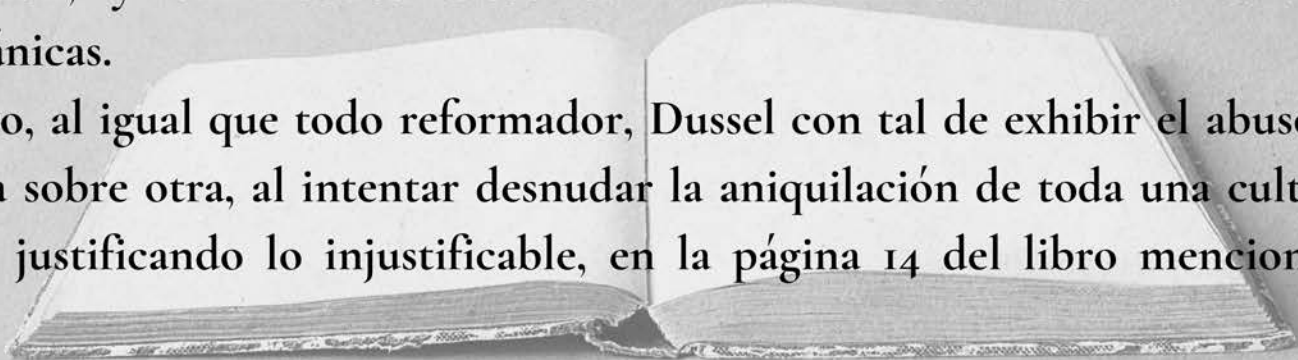 ánicas.
o, al igual que todo reformador, Dussel con tal de exhibir el abuso
sobre otra, al intentar desnudar la aniquilación de toda una cult
justificando lo injustificable, en la página 14 del libro mencion